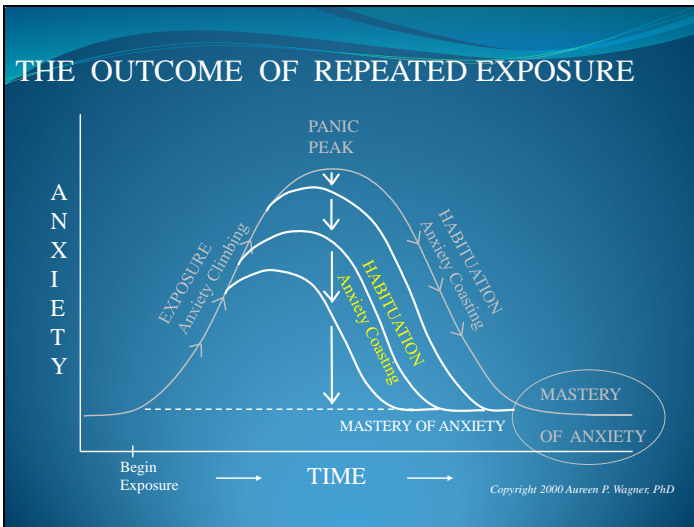 THE OUTCOME OF REPEATED EXPOSURE
PANIC
PEAK
ANXIETY
EXPOSURE
Anxiety Climbing
HABITUATION
Anxiety Coasting
HABITUATION
Anxiety Coasting
MASTERY
OF ANXIETY
MASTERY OF ANXIETY
Begin
Exposure
TIME
Copyright 2000 Aureen P. Wagner, PhD